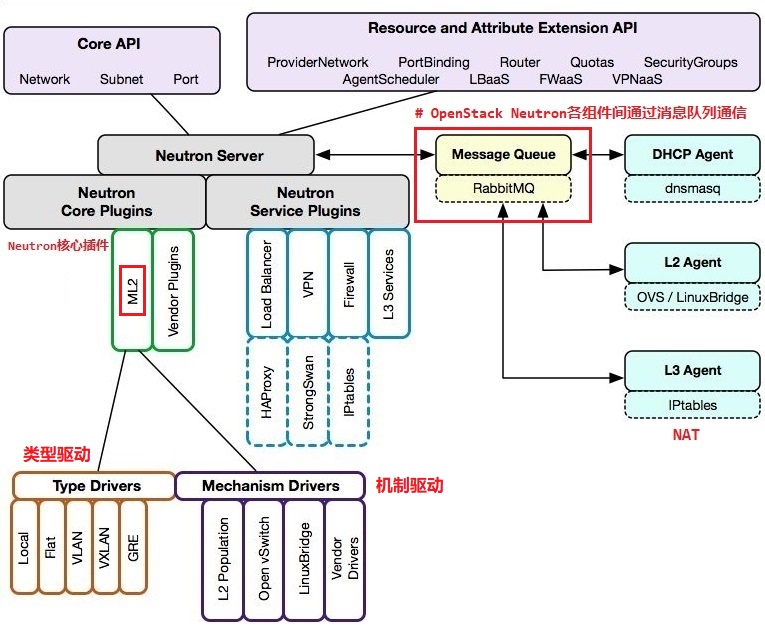 Core API
Network Subnet Port
Resource and Attribute Extension API
ProviderNetwork PortBinding Router Quotas SecurityGroups
AgentScheduler LBaaS FWaaS VPNaaS
# OpenStack Neutron各组件间通过消息队列通信
Neutron Server
Message Queue
RabbitMQ
DHCP Agent
dnsmasq
Neutron
Core Plugins
Neutron
Service Plugins
Neutron核心插件
ML2
Vendor Plugins
Load Balancer
VPN
Firewall
L3 Services
HAProxy
StrongSwan
IPtables
L2 Agent
OVS / LinuxBridge
L3 Agent
IPtables
NAT
类型驱动
Type Drivers
Mechanism Drivers
机制驱动
Local
Flat
VLAN
VXLAN
GRE
L2 Population
Open vSwitch
LinuxBridge
Vendor
Drivers